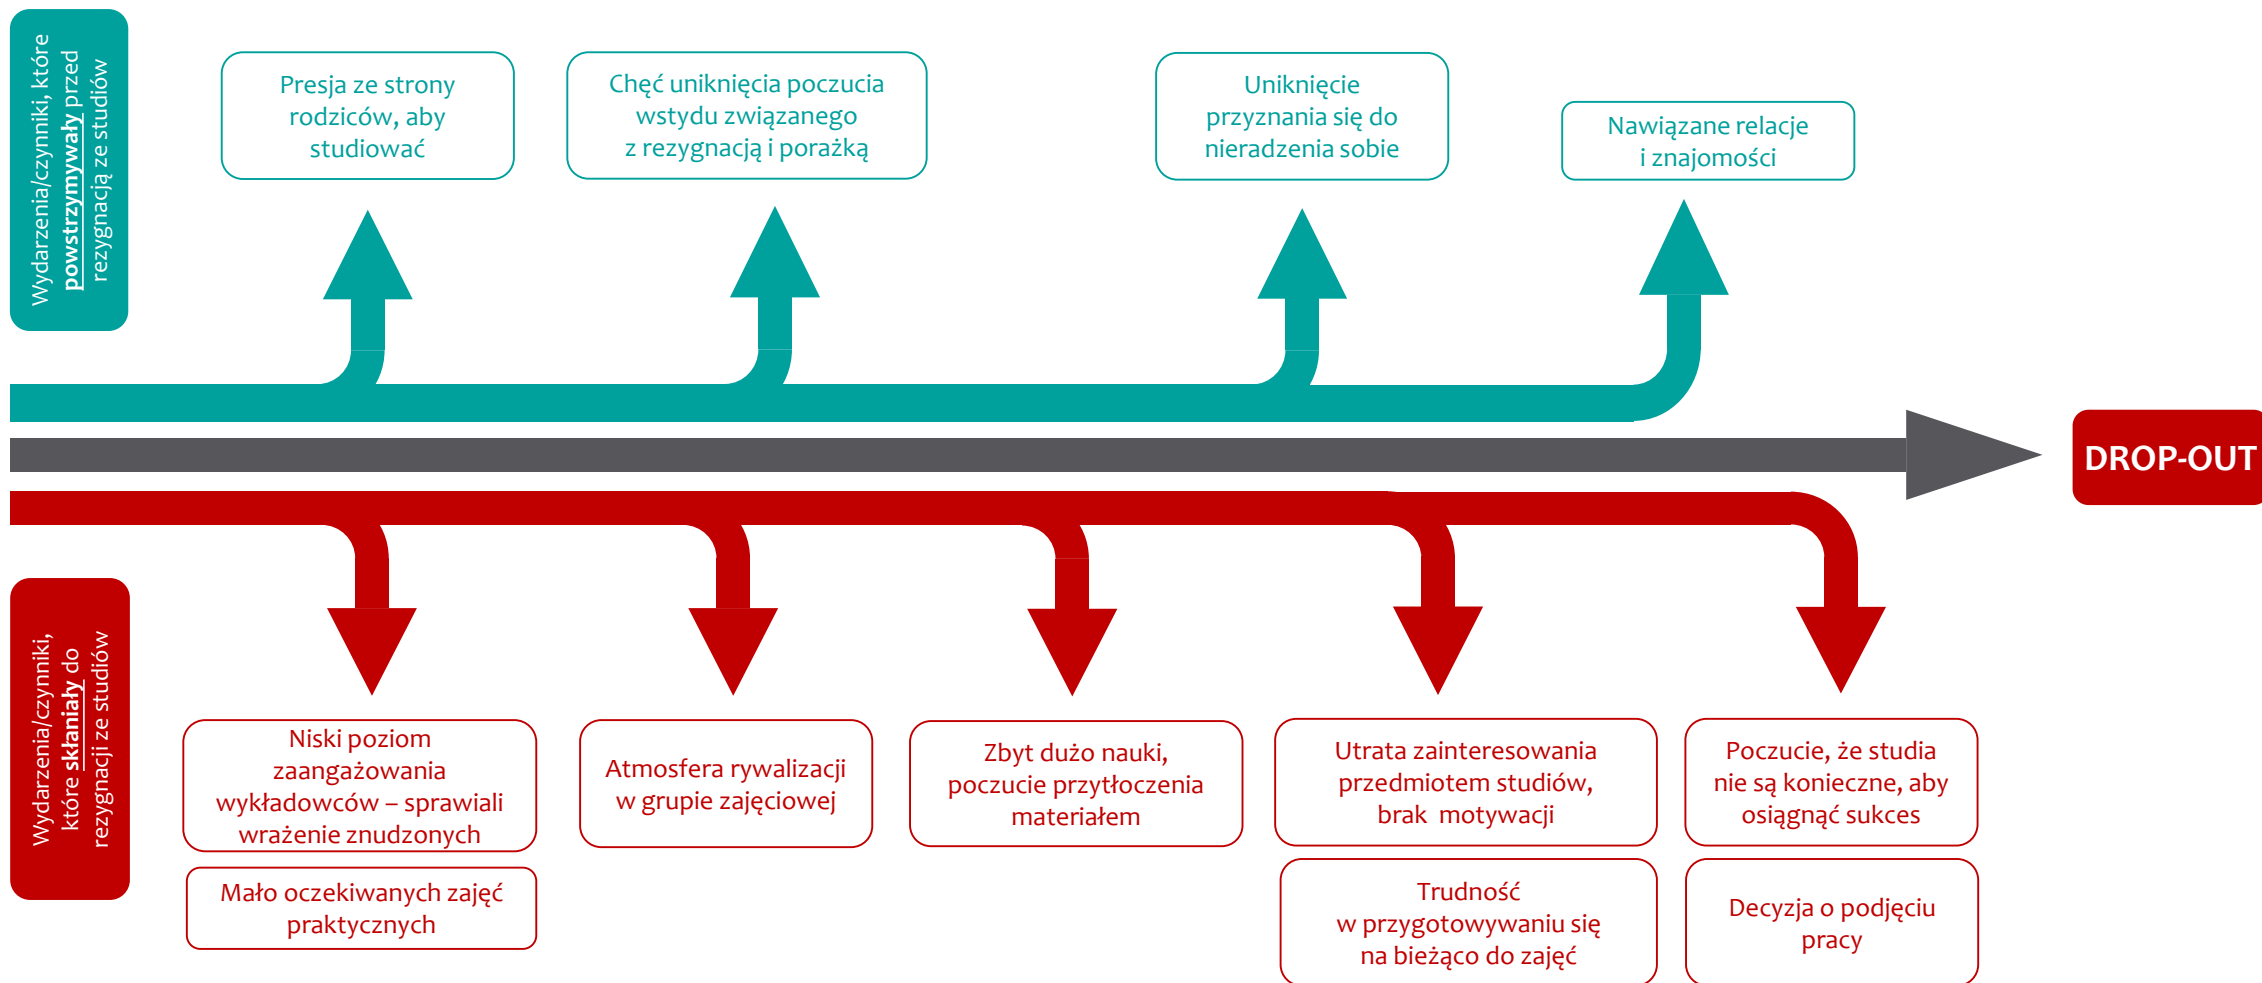 Wydarzenia/czynniki, które
powstrzymywały przed
rezygnacją ze studiów
Presja ze strony
rodziców, aby
studiować
Chęć uniknięcia poczucia
wstydu związanego
z rezygnacją i porażką
Uniknięcie
przyznania się do
nieradzenia sobie
Nawiązane relacje
i znajomości
DROP-OUT
Wydarzenia/czynniki,
które skłaniały do
rezygnacji ze studiów
Niski poziom
zaangażowania
wykładowców – sprawiali
wrażenie znudzonych
Mało oczekiwanych zajęć
praktycznych
Atmosfera rywalizacji
w grupie zajęciowej
Zbyt dużo nauki,
poczucie przytłoczenia
materiałem
Utrata zainteresowania
przedmiotem studiów,
brak  motywacji
Trudność
w przygotowywaniu się
na bieżąco do zajęć
Poczucie, że studia
nie są konieczne, aby
osiągnąć sukces
Decyzja o podjęciu
pracy